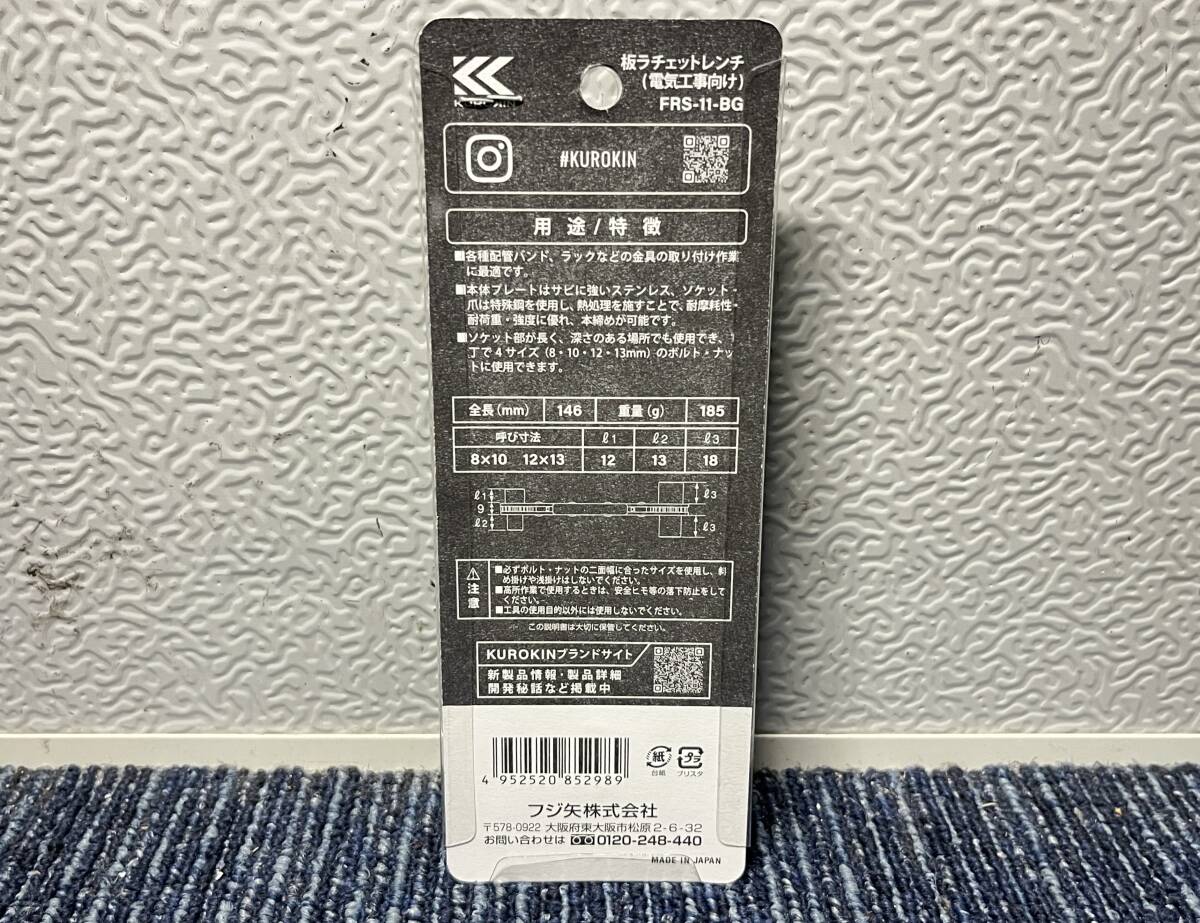 板ラチェットレンチ
(電気工事向け)
FRS-11-BG
#KUROKIN
用途/特徴
■各種配管バンド、ラックなどの金具の取り付け作業
に最適です。
■本体プレートはサビに強いステンレス、ソケット・
爪は特殊鋼を使用し、熱処理を施すことで、耐摩耗性・
耐荷重・強度に優れ、本締めが可能です。
■ソケット部が長く、深さのある場所でも使用でき、1
丁で4サイズ(8・10・12・13mm)のボルト・ナッ
トに使用できます。
全長(mm) 146 重量(g) 185
呼び寸法 ℓ1 ℓ2 ℓ3
8×10 12×13 12 13 18
ℓ1 ℓ3
9
ℓ2 ℓ3
⚠注意
■必ずボルト・ナットの二面幅に合ったサイズを使用し、斜
め掛けや浅掛けはしないでください。
■高所作業で使用するときは、安全ヒモ等の落下防止をして
ください。
■工具の使用目的以外には使用しないでください。
この説明書は大切に保管してください。
KUROKINブランドサイト
新製品情報・製品詳細
開発秘話など掲載中
4 952520 852989
紙 台紙
プラ ブリスタ
フジ矢株式会社
〒578-0922 大阪府東大阪市松原2-6-32
お問い合わせは 0120-248-440
MADE IN JAPAN